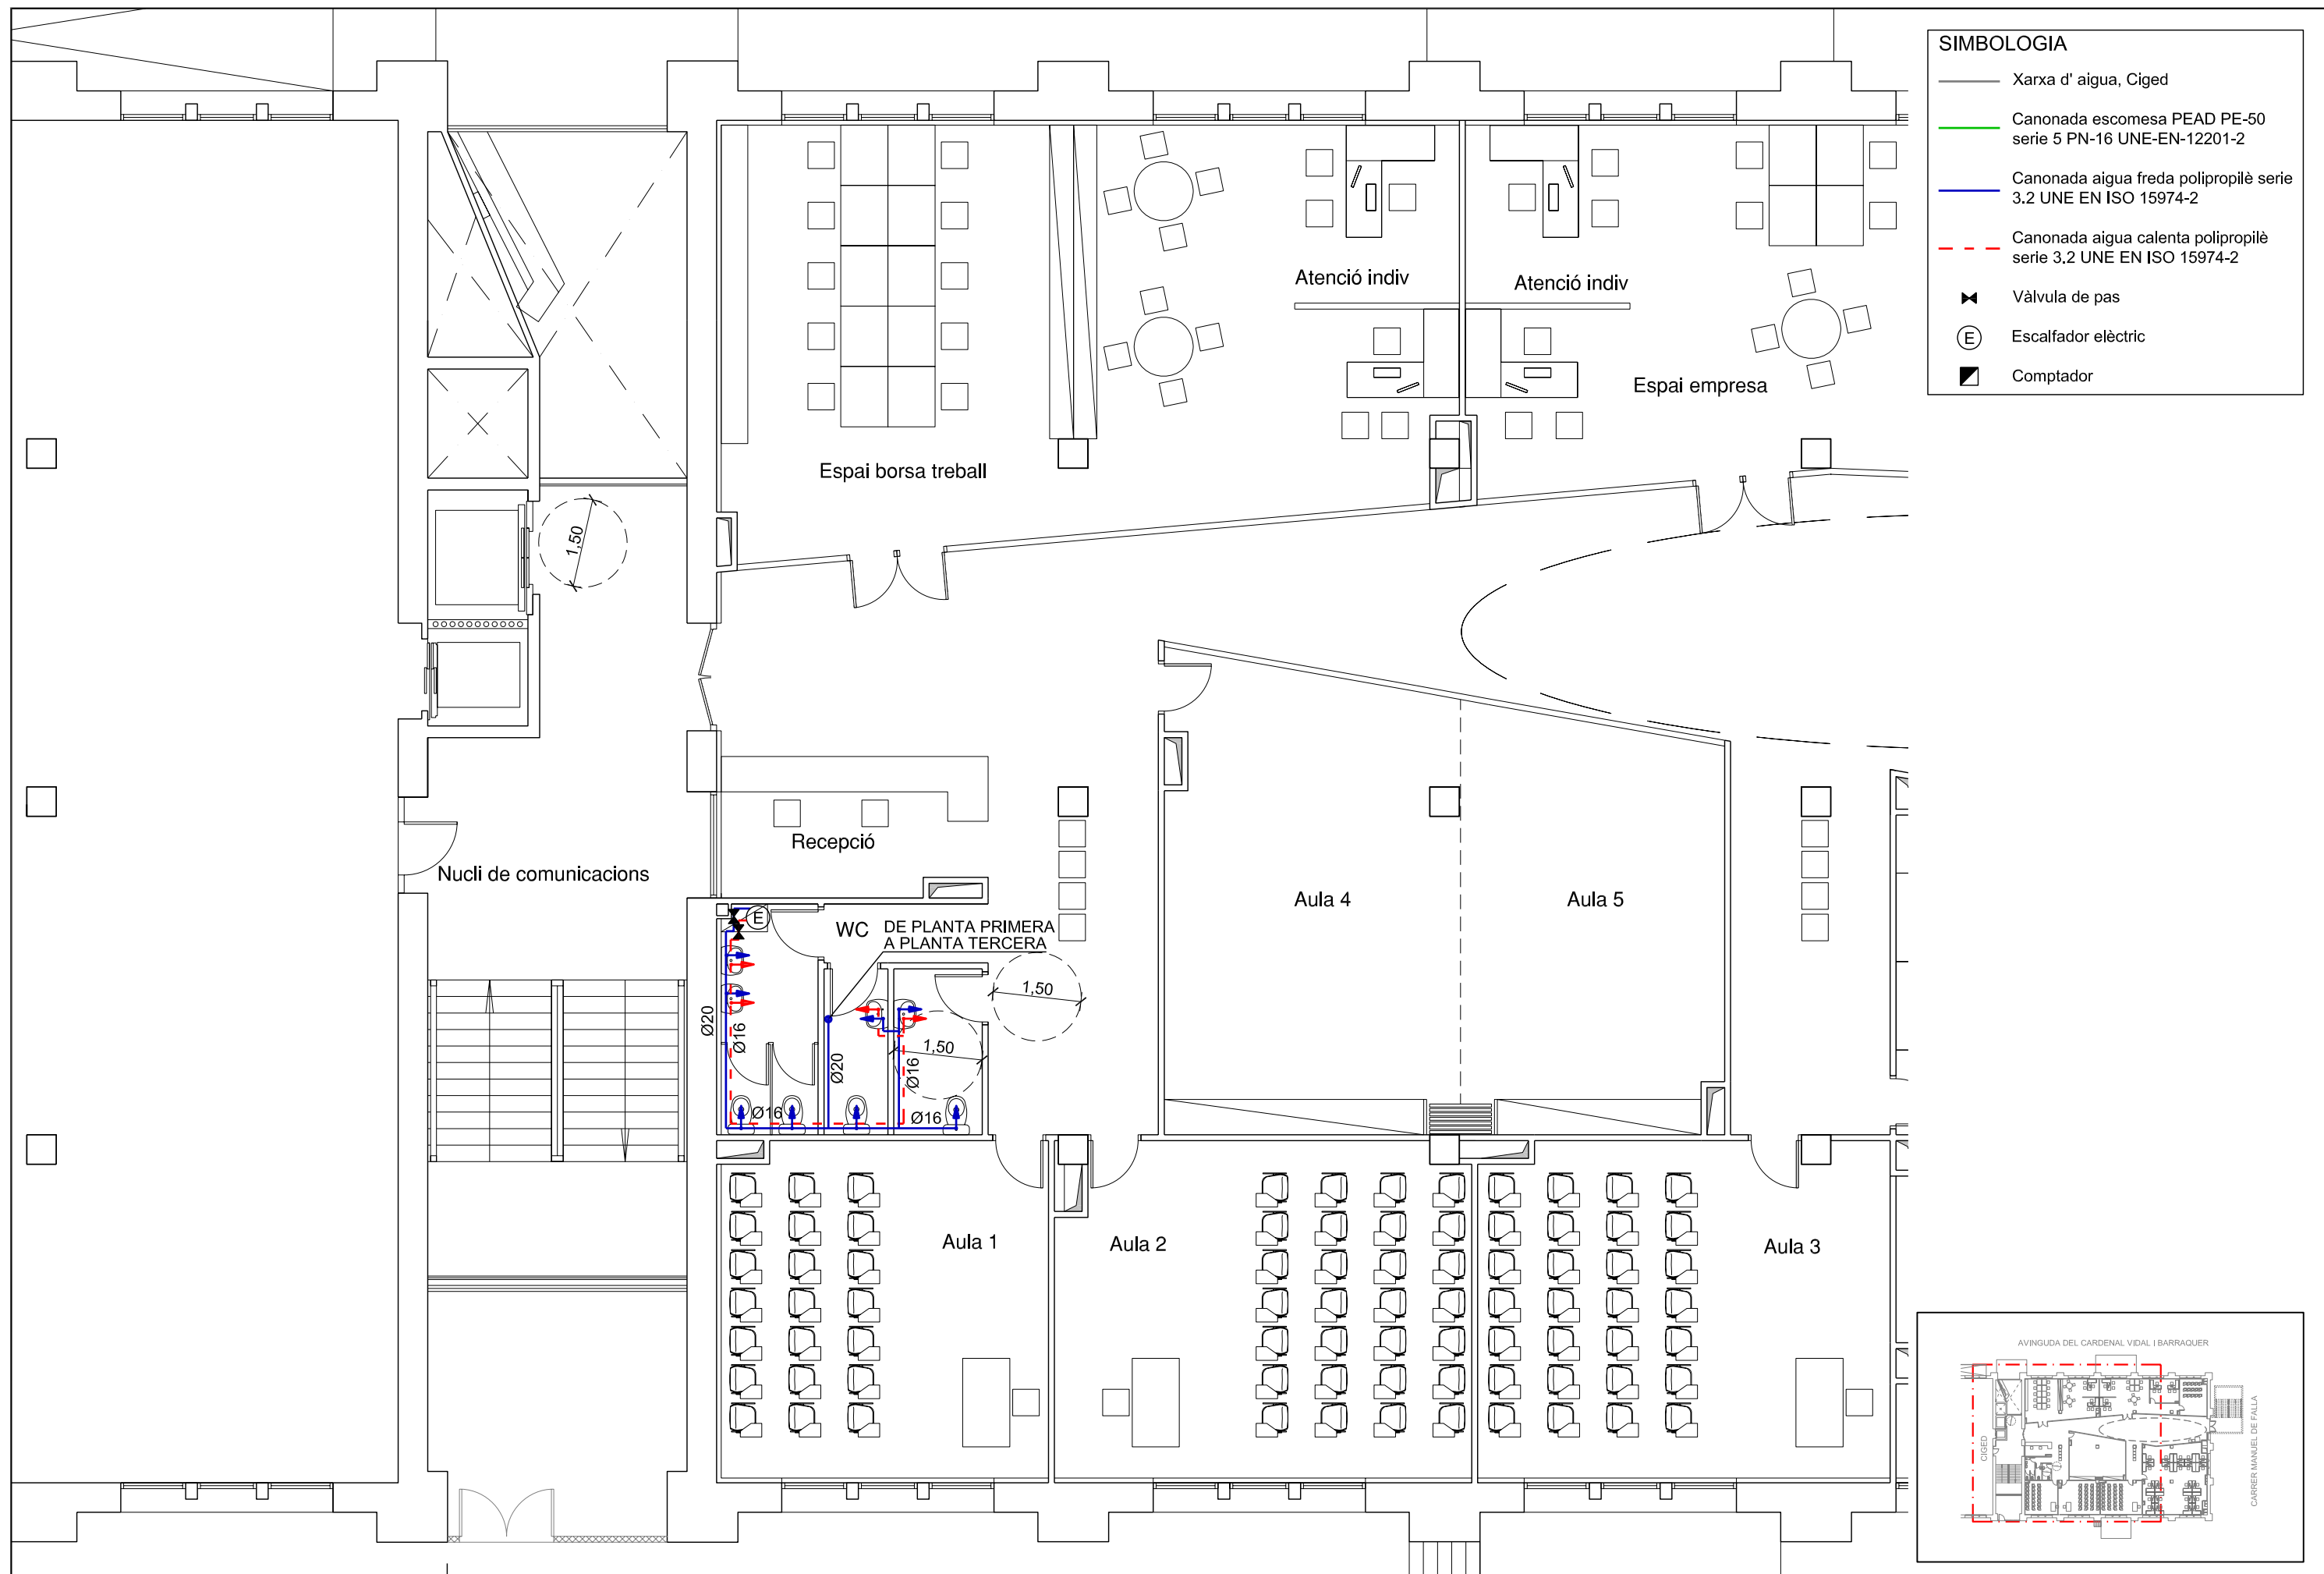 SIMBOLOGIA
Xarxa d' aigua, Ciged
Canonada escomesa PEAD PE-50
serie 5 PN-16 UNE-EN-12201-2
Canonada aigua freda polipropilè serie
3.2 UNE EN ISO 15974-2
Canonada aigua calenta polipropilè
serie 3.2 UNE EN ISO 15974-2
Vàlvula de pas
E
Escalfador elèctric
Comptador
Atenció indiv
Atenció indiv
Espai empresa
Espai borsa treball
1,50
Recepció
Nucli de comunicacions
Aula 4
Aula 5
E
WC
DE PLANTA PRIMERA
A PLANTA TERCERA
1,50
Ø20
Ø16
1,50
Ø20
Ø16
Ø16
Ø16
Aula 1
Aula 2
Aula 3
AVINGUDA DEL CARDENAL VIDAL I BARRAQUER
CIGED
CARRER MANUEL DE FALLA